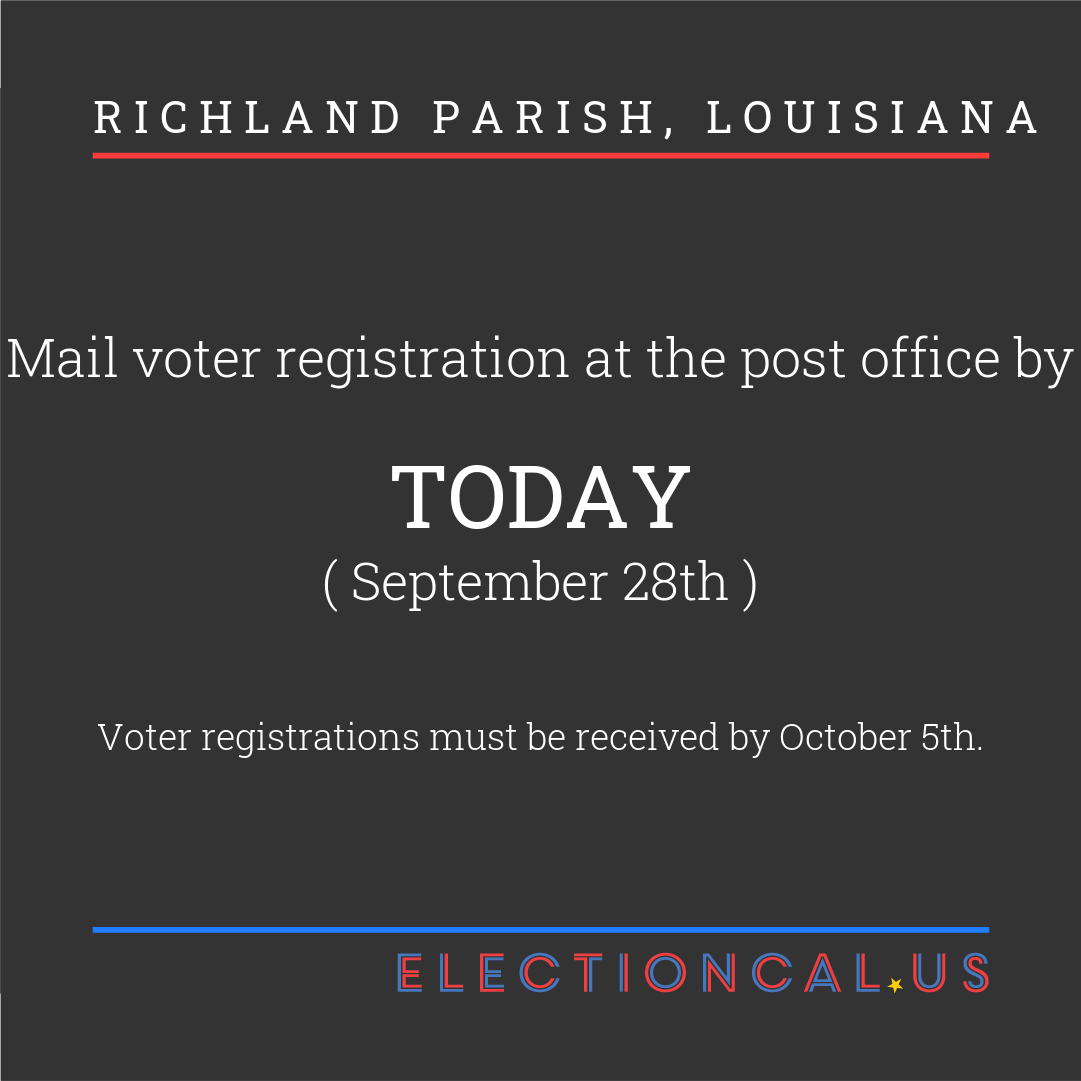 RICHLAND PARISH, LOUISIANA
Mail voter registration at the post office by
TODAY
( September 28th )
Voter registrations must be received by October 5th.
ELECTIONCAL.US